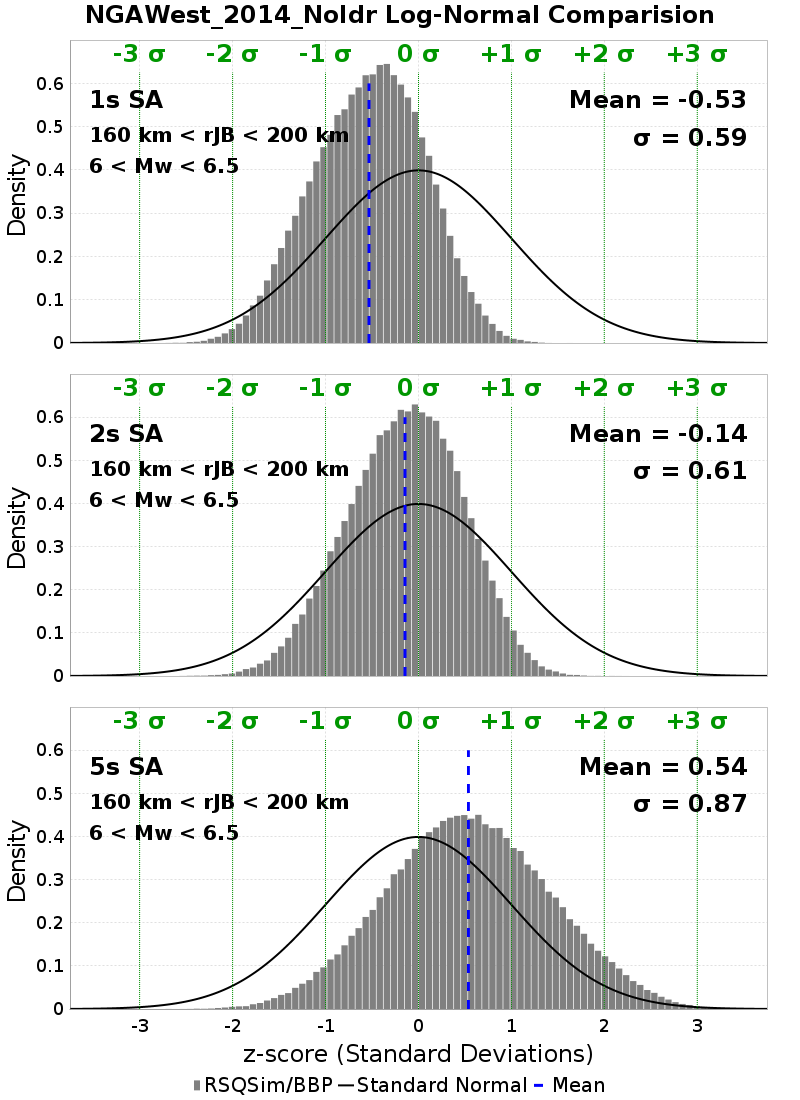 NGAWest_2014_NoIdr Log-Normal Comparision
-3 σ -2 σ -1 σ 0 σ +1 σ +2 σ +3 σ
1s SA
Mean = -0.53
160 km < rJB < 200 km
σ = 0.59
6 < Mw < 6.5
Density
0.6
0.5
0.4
0.3
0.2
0.1
0
-3 σ -2 σ -1 σ 0 σ +1 σ +2 σ +3 σ
2s SA
Mean = -0.14
160 km < rJB < 200 km
σ = 0.61
6 < Mw < 6.5
Density
0.6
0.5
0.4
0.3
0.2
0.1
0
-3 σ -2 σ -1 σ 0 σ +1 σ +2 σ +3 σ
5s SA
Mean = 0.54
160 km < rJB < 200 km
σ = 0.87
6 < Mw < 6.5
Density
0.6
0.5
0.4
0.3
0.2
0.1
0
-3 -2 -1 0 1 2 3
z-score (Standard Deviations)
RSQSim/BBP Standard Normal Mean